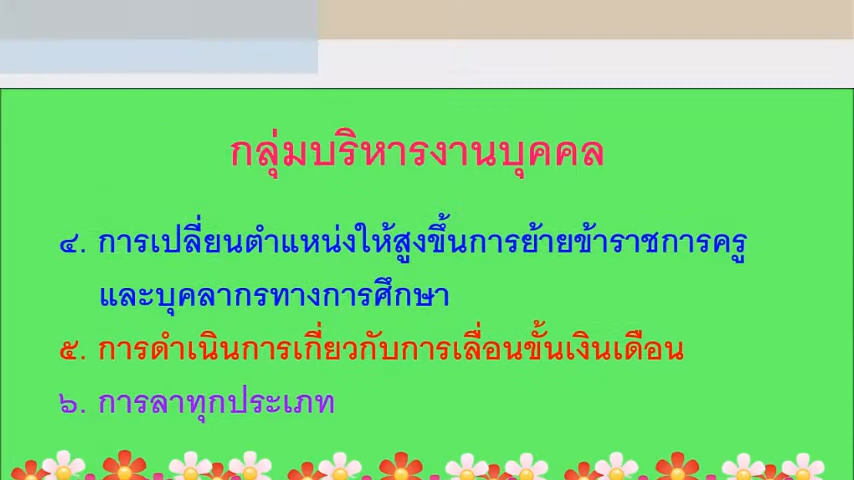 กลุ่มบริหารงานบุคคล
๔. การเปลี่ยนตำแหน่งให้สูงขึ้นการย้ายข้าราชการครู
และบุคลากรทางการศึกษา
๕. การดำเนินการเกี่ยวกับการเลื่อนขั้นเงินเดือน
๖. การลาทุกประเภท